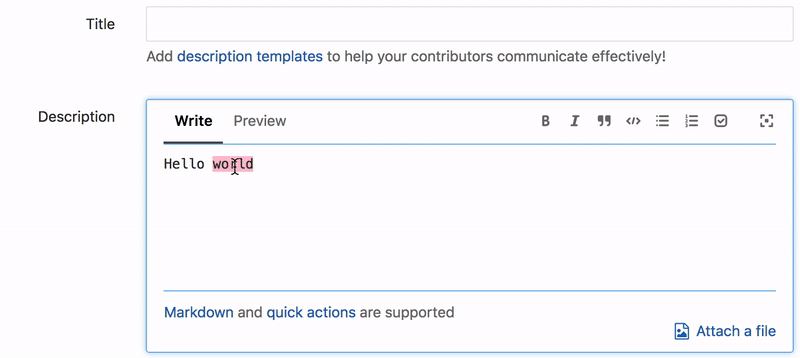 Title
Add description templates to help your contributors communicate effectively!
Description
Write Preview
Hello world
Markdown and quick actions are supported
Attach a file